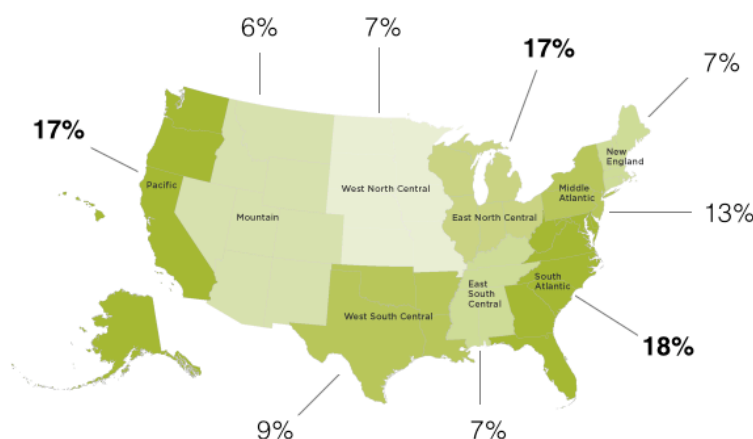 6%
7%
17%
7%
17%
New
England
Pacific
West North Central
Middle
Atlantic
Mountain
East North Central
13%
East
South
Central
South
Atlantic
West South Central
18%
9%
7%